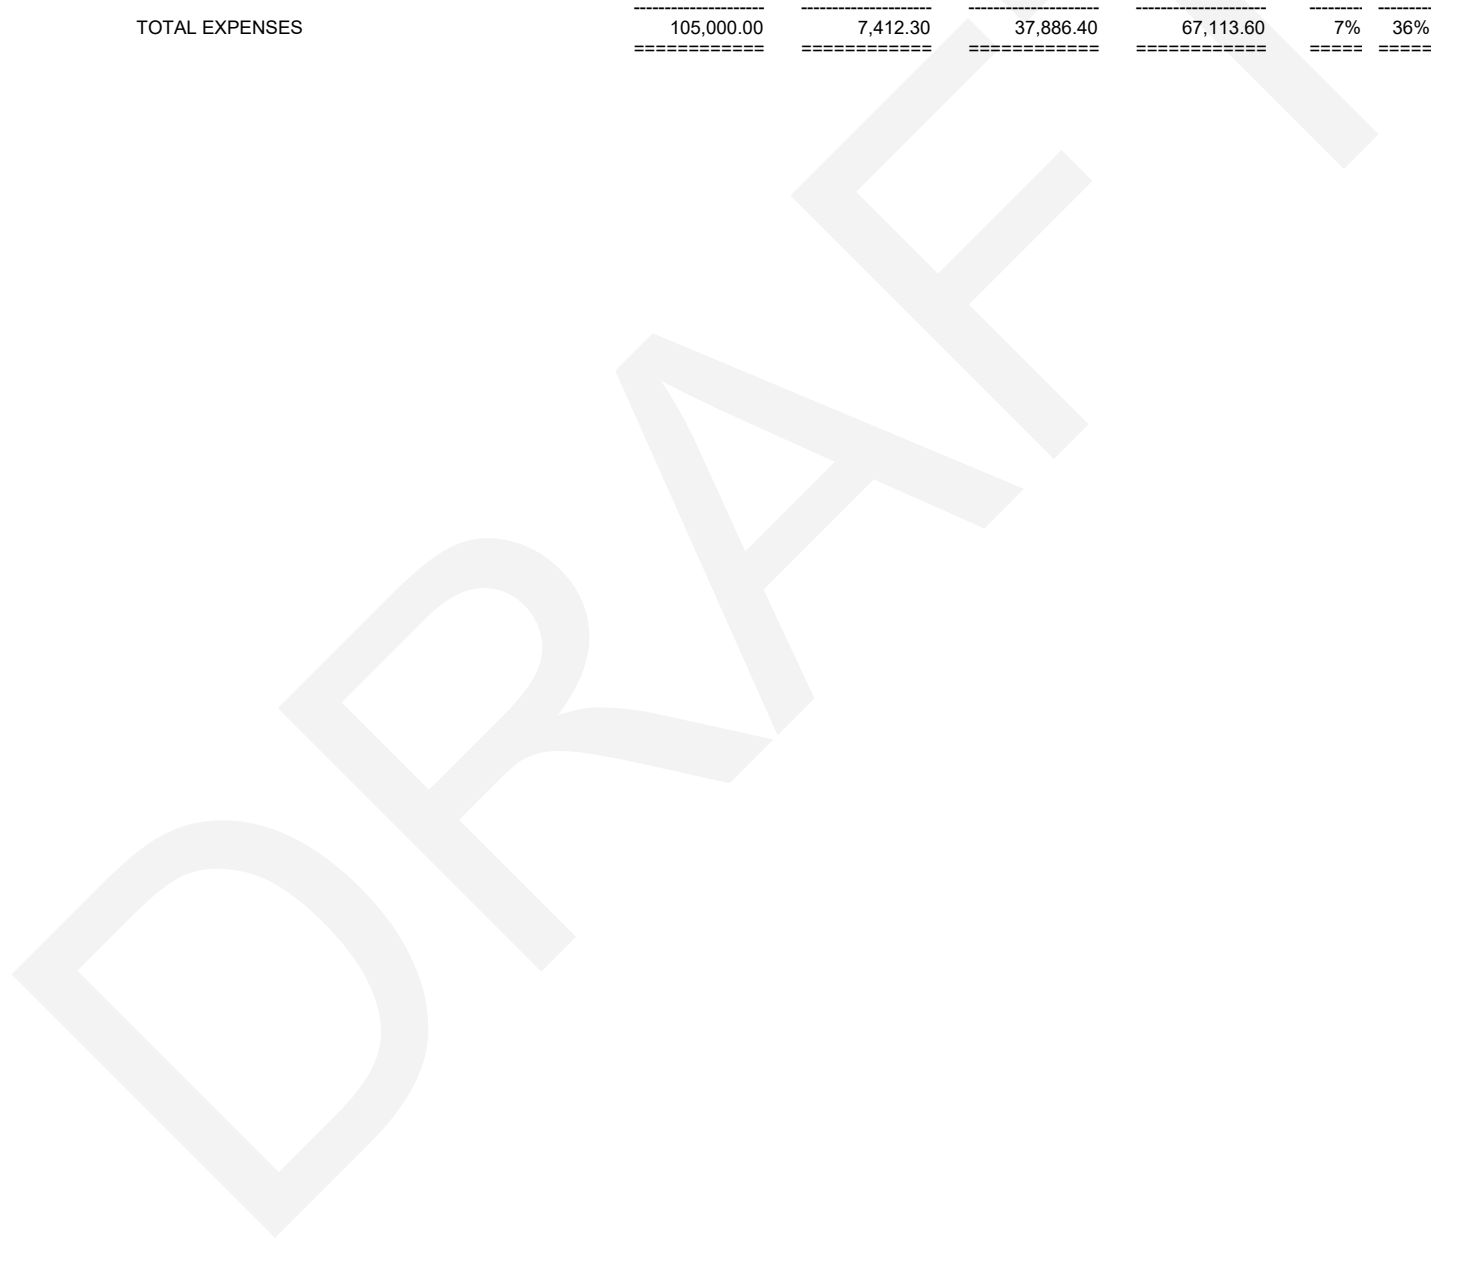 --------------------- --------------------- --------------------- --------------------- --------- ---------
TOTAL EXPENSES 105,000.00 7,412.30 37,886.40 67,113.60 7% 36%
============ ============ ============ ============ ===== =====
DRAFT